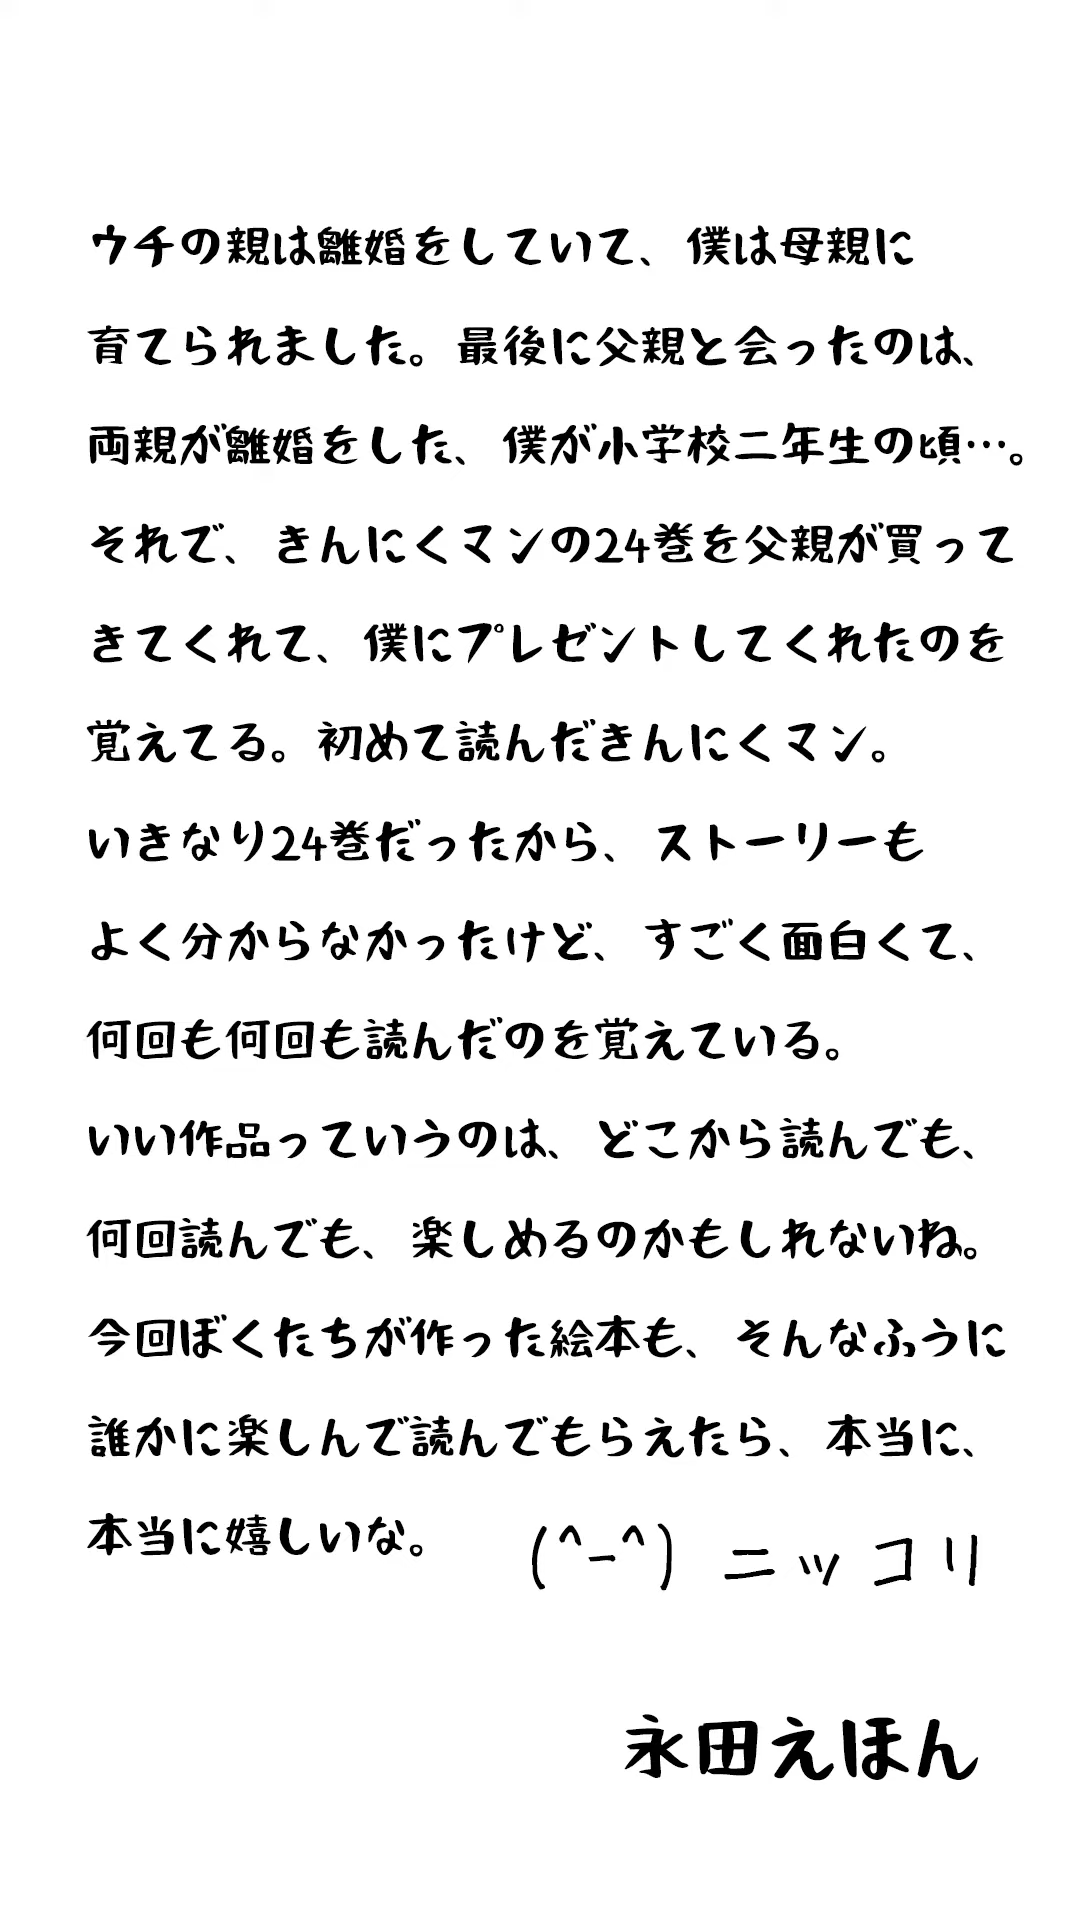 ウチの親は離婚をしていて、僕は母親に
育てられました。最後に父親と会ったのは、
両親が離婚をした、僕が小学校二年生の頃…。
それで、きんにくマンの24巻を父親が買って
きてくれて、僕にプレゼントしてくれたのを
覚えてる。初めて読んだきんにくマン。
いきなり24巻だったから、ストーリーも
よく分からなかったけど、すごく面白くて、
何回も何回も読んだのを覚えている。
いい作品っていうのは、どこから読んでも、
何回読んでも、楽しめるのかもしれないね。
今回ぼくたちが作った絵本も、そんなふうに
誰かに楽しんで読んでもらえたら、本当に、
本当に嬉しいな。 (^-^) ニッコリ
永田えほん